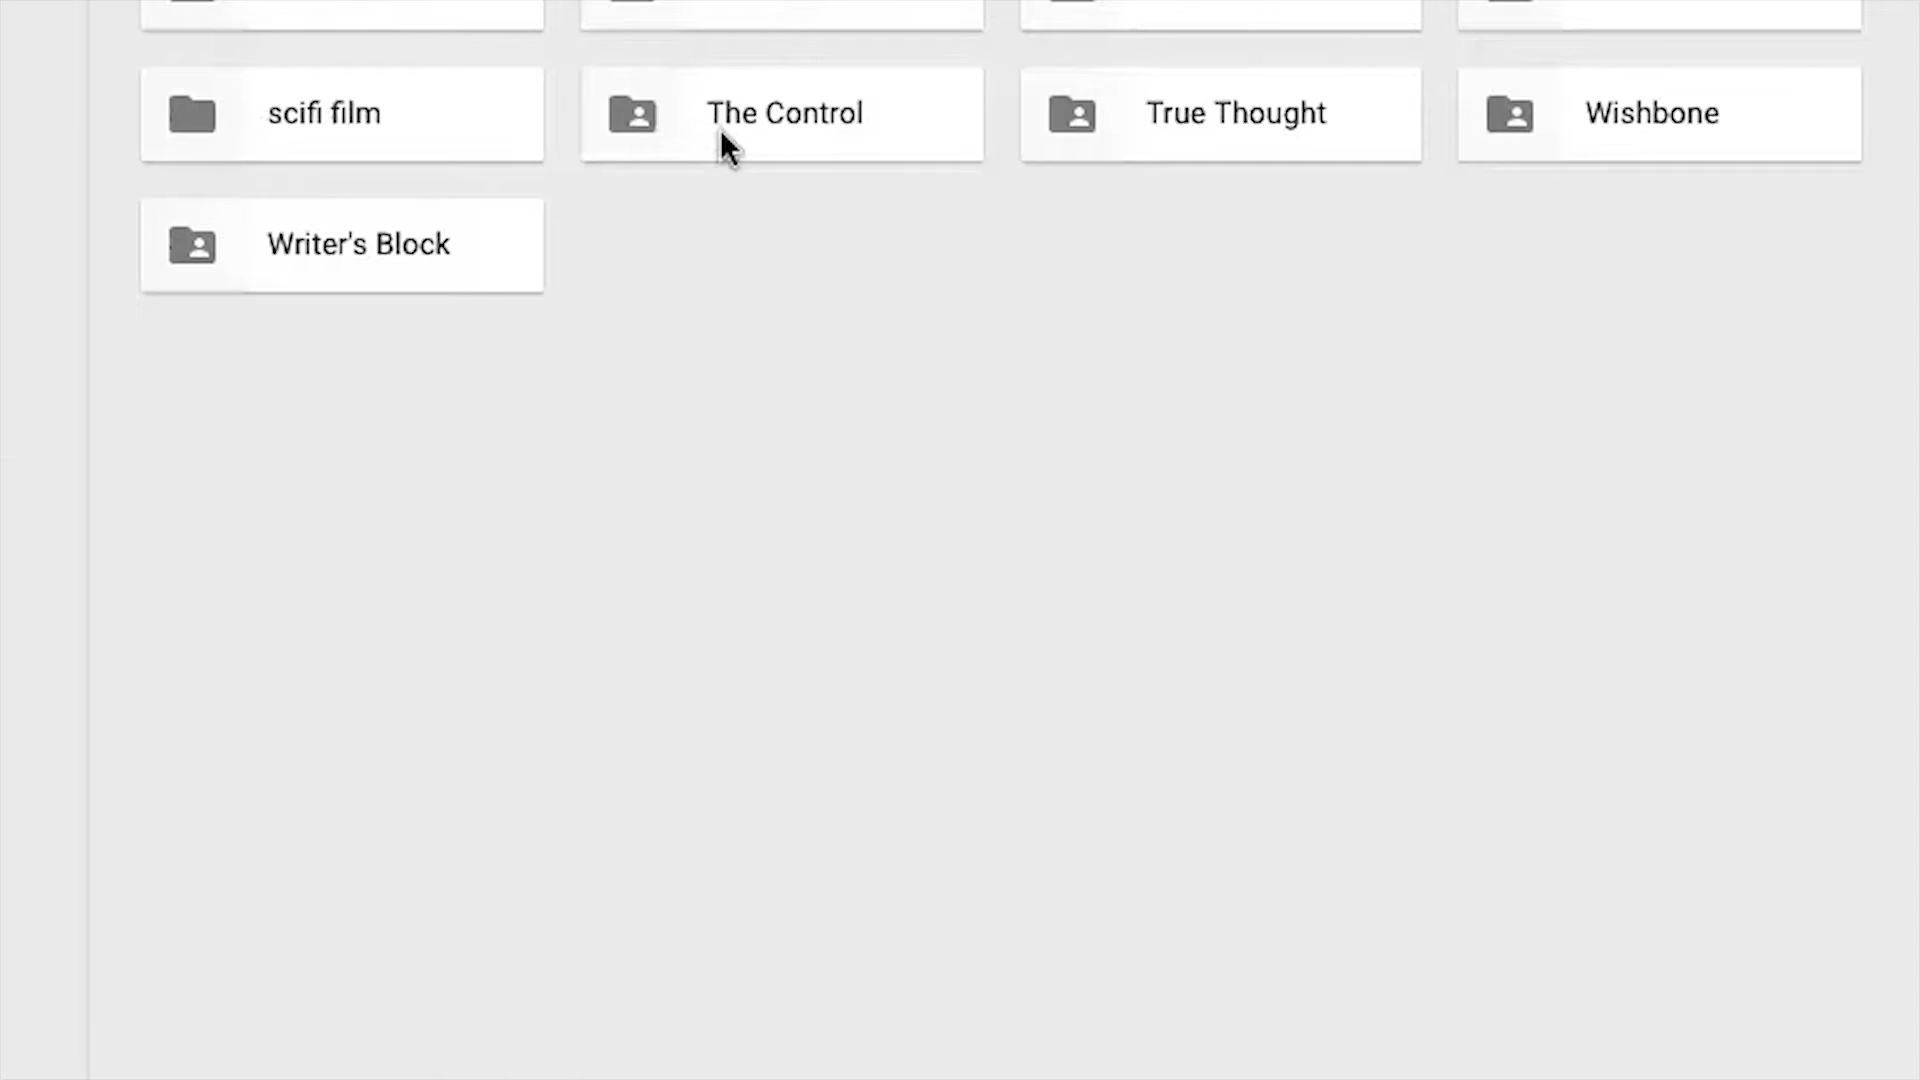 scifi film
The Control
True Thought
Wishbone
Writer's Block